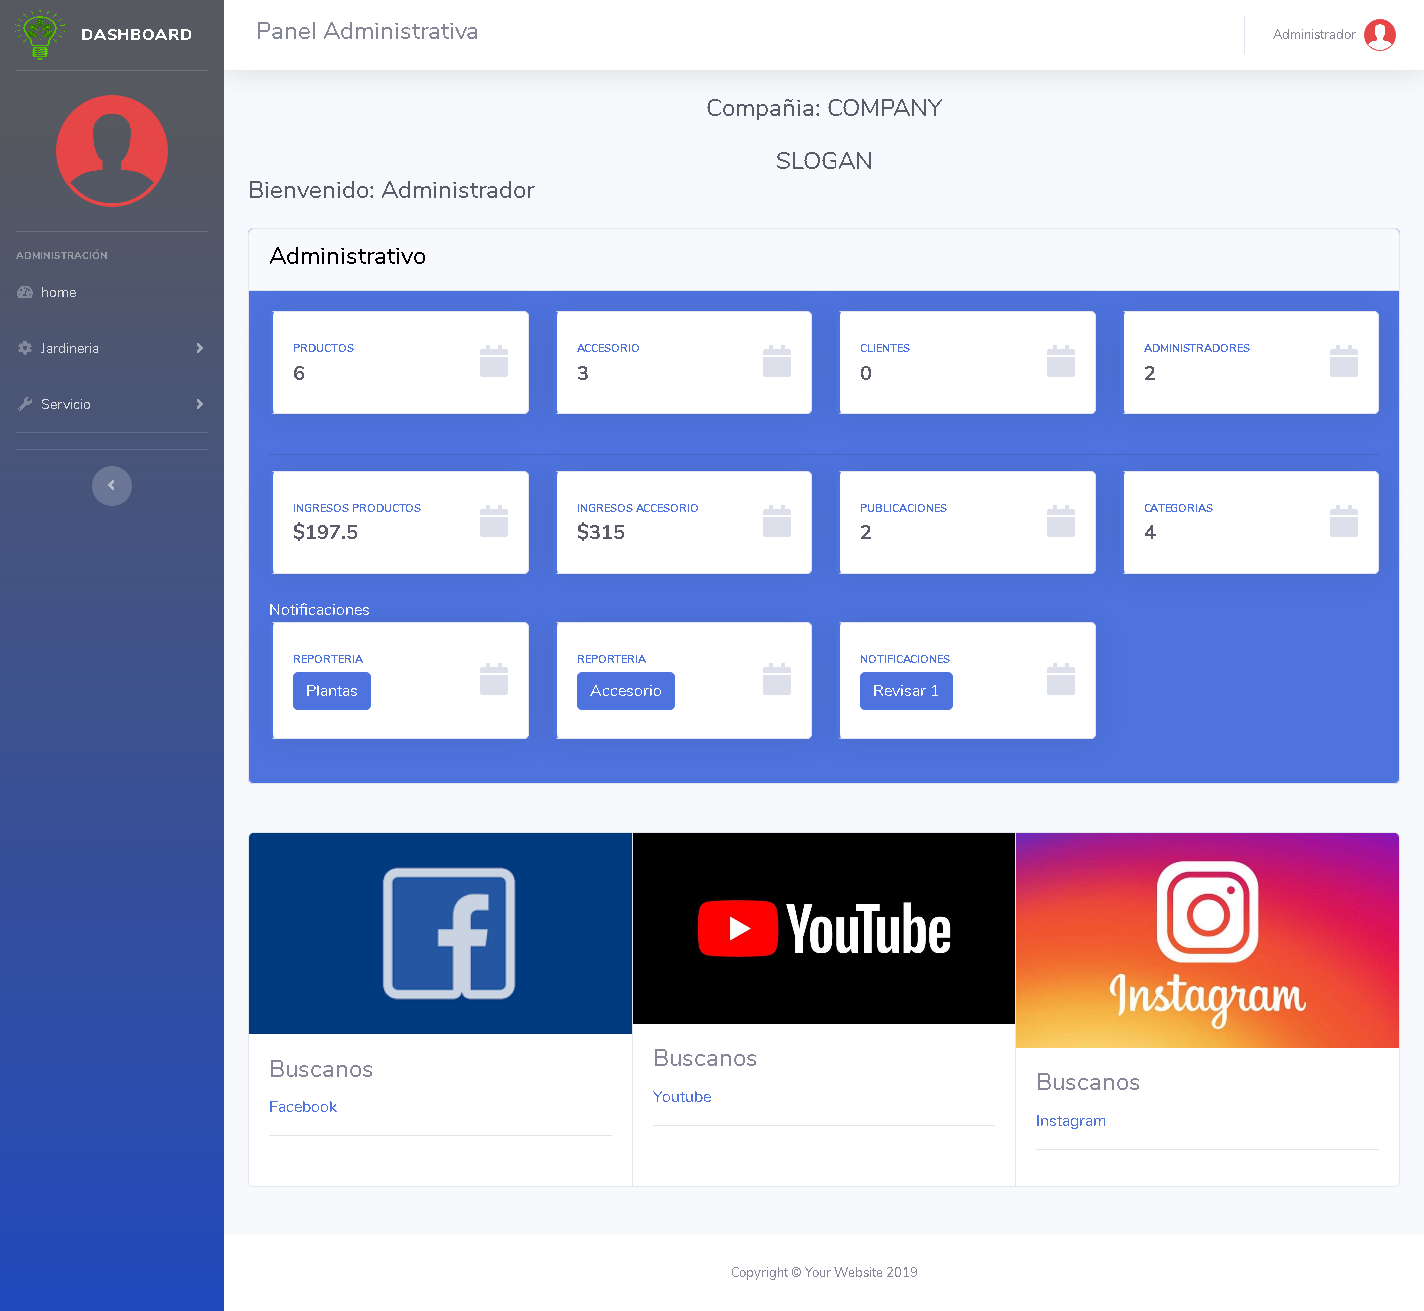 DASHBOARD
Panel Administrativa
Administrador
ADMINISTRACIÓN
home
Jardineria
Servicio
Compañia: COMPANY
SLOGAN
Bienvenido: Administrador
Administrativo
PRDUCTOS
6
ACCESORIO
3
CLIENTES
0
ADMINISTRADORES
2
INGRESOS PRODUCTOS
$197.5
INGRESOS ACCESORIO
$315
PUBLICACIONES
2
CATEGORIAS
4
Notificaciones
REPORTERIA
Plantas
REPORTERIA
Accesorio
NOTIFICACIONES
Revisar 1
Buscanos
Facebook
YouTube
Buscanos
Youtube
Instagram
Buscanos
Instagram
Copyright © Your Website 2019